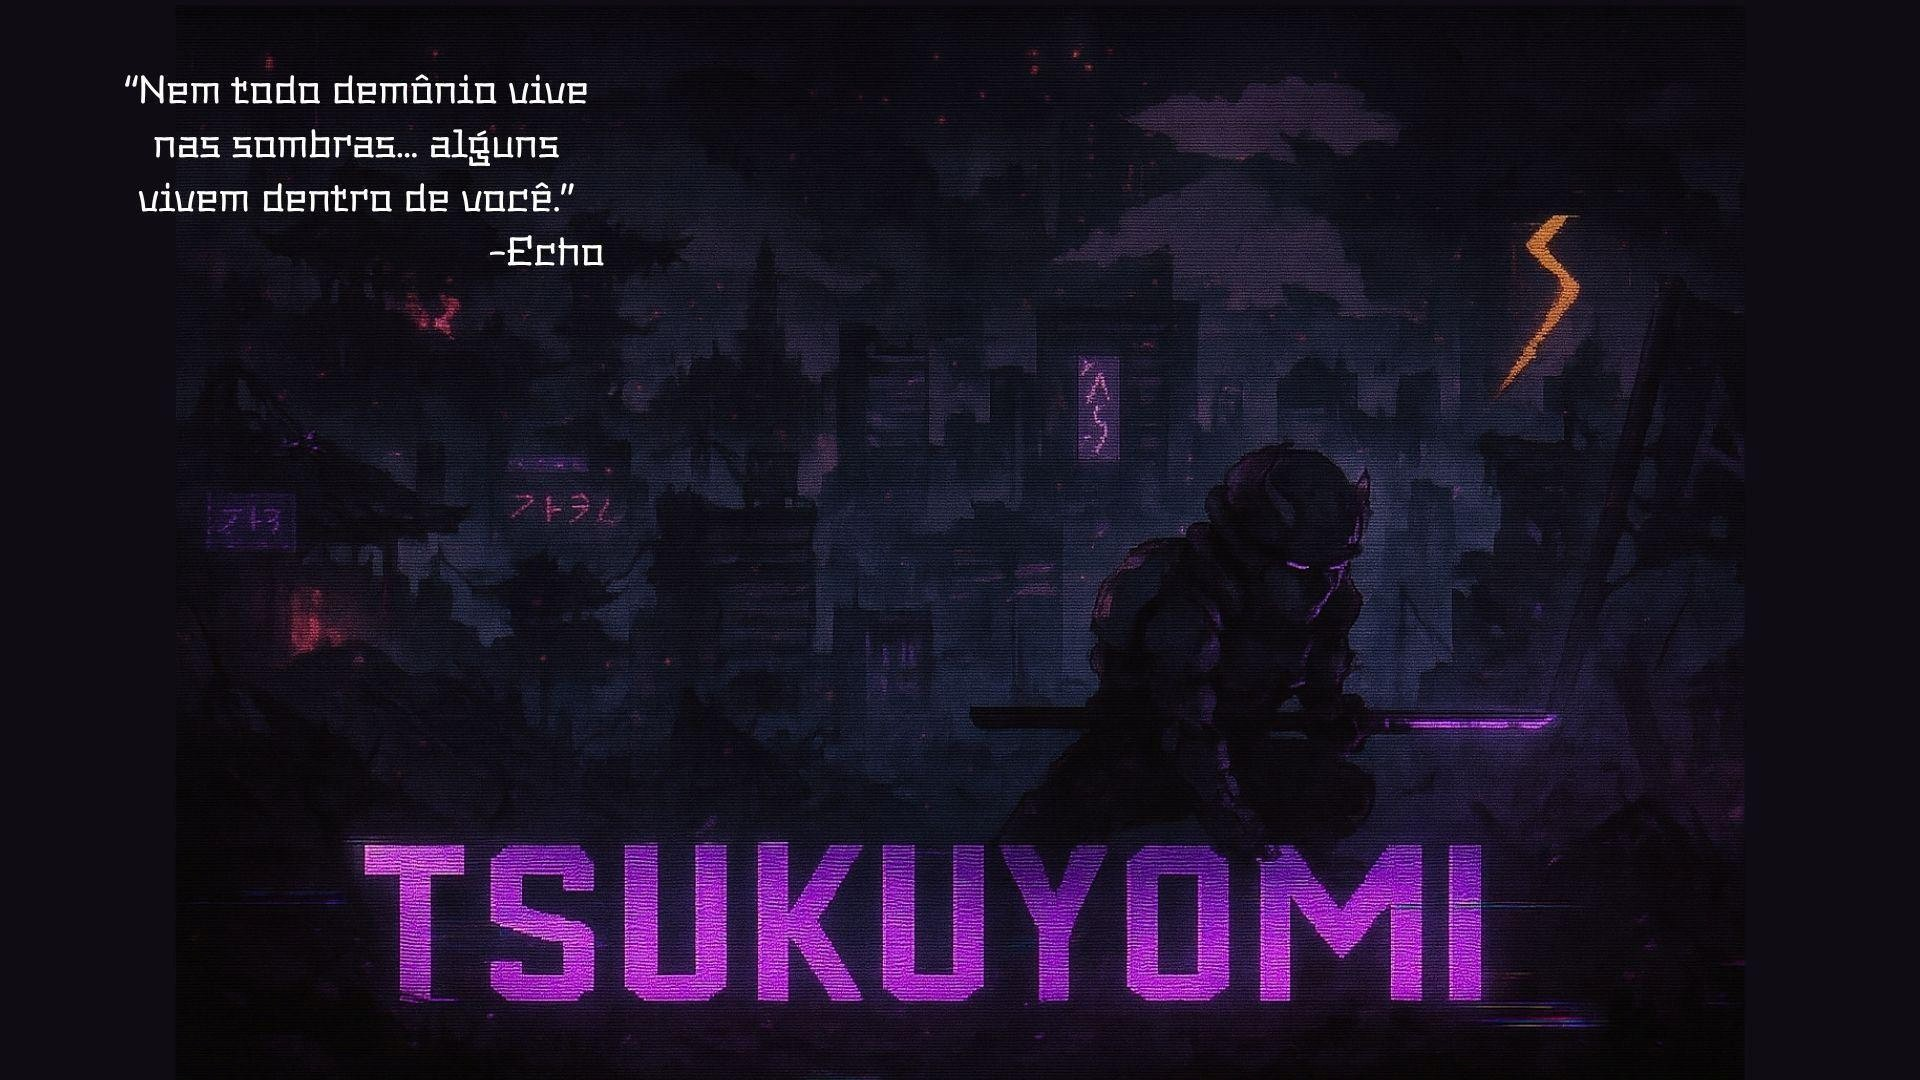 “Nem todo demônio vive
nas sombras... alguns
vivem dentro de você.”
-Echo
TSUKUYOMI